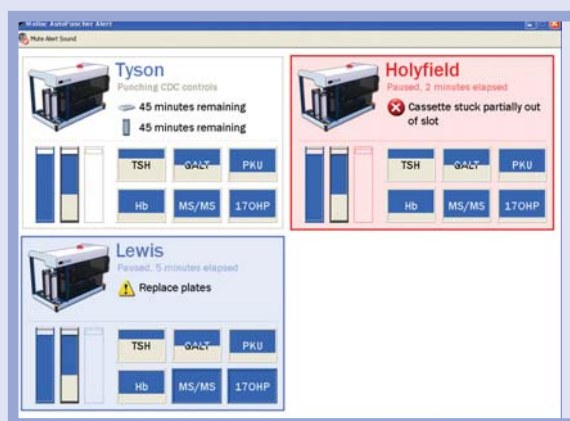 Wallac AutoPuncher Alert
Mute Alert Sound
Tyson
Punching CDC controls
45 minutes remaining
45 minutes remaining
TSH GALT PKU
Hb MS/MS 17OHP
Holyfield
Paused, 2 minutes elapsed
Cassette stuck partially out
of slot
TSH GALT PKU
Hb MS/MS 17OHP
Lewis
Paused, 5 minutes elapsed
Replace plates
TSH GALT PKU
Hb MS/MS 17OHP